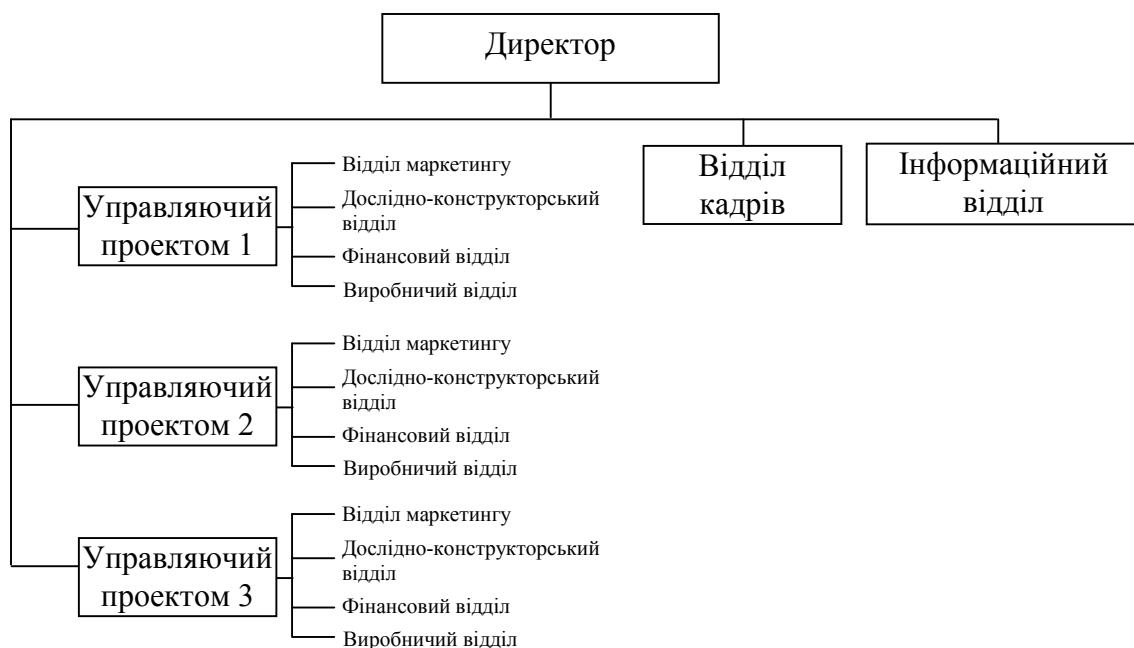 Директор
Відділ
кадрів
Інформаційний
відділ
Управляючий
проектом 1
Відділ маркетингу
Дослідно-конструкторський
відділ
Фінансовий відділ
Виробничий відділ
Управляючий
проектом 2
Відділ маркетингу
Дослідно-конструкторський
відділ
Фінансовий відділ
Виробничий відділ
Управляючий
проектом 3
Відділ маркетингу
Дослідно-конструкторський
відділ
Фінансовий відділ
Виробничий відділ